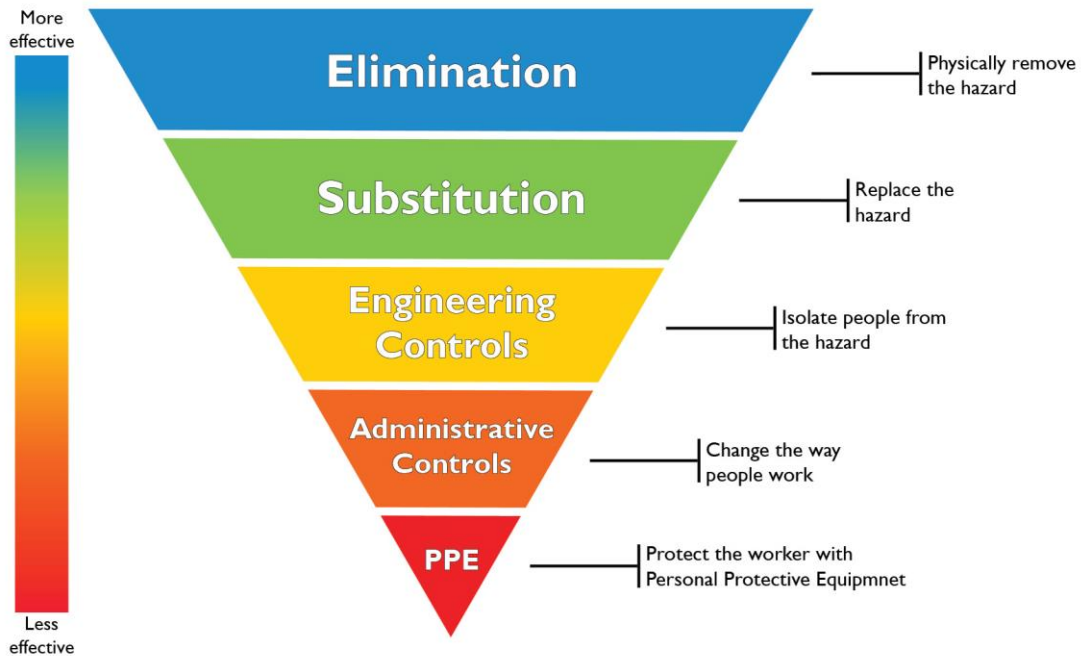 More
effective
Elimination
Physically remove
the hazard
Substitution
Replace the
hazard
Engineering
Controls
Isolate people from
the hazard
Administrative
Controls
Change the way
people work
PPE
Protect the worker with
Personal Protective Equipmnet
Less
effective